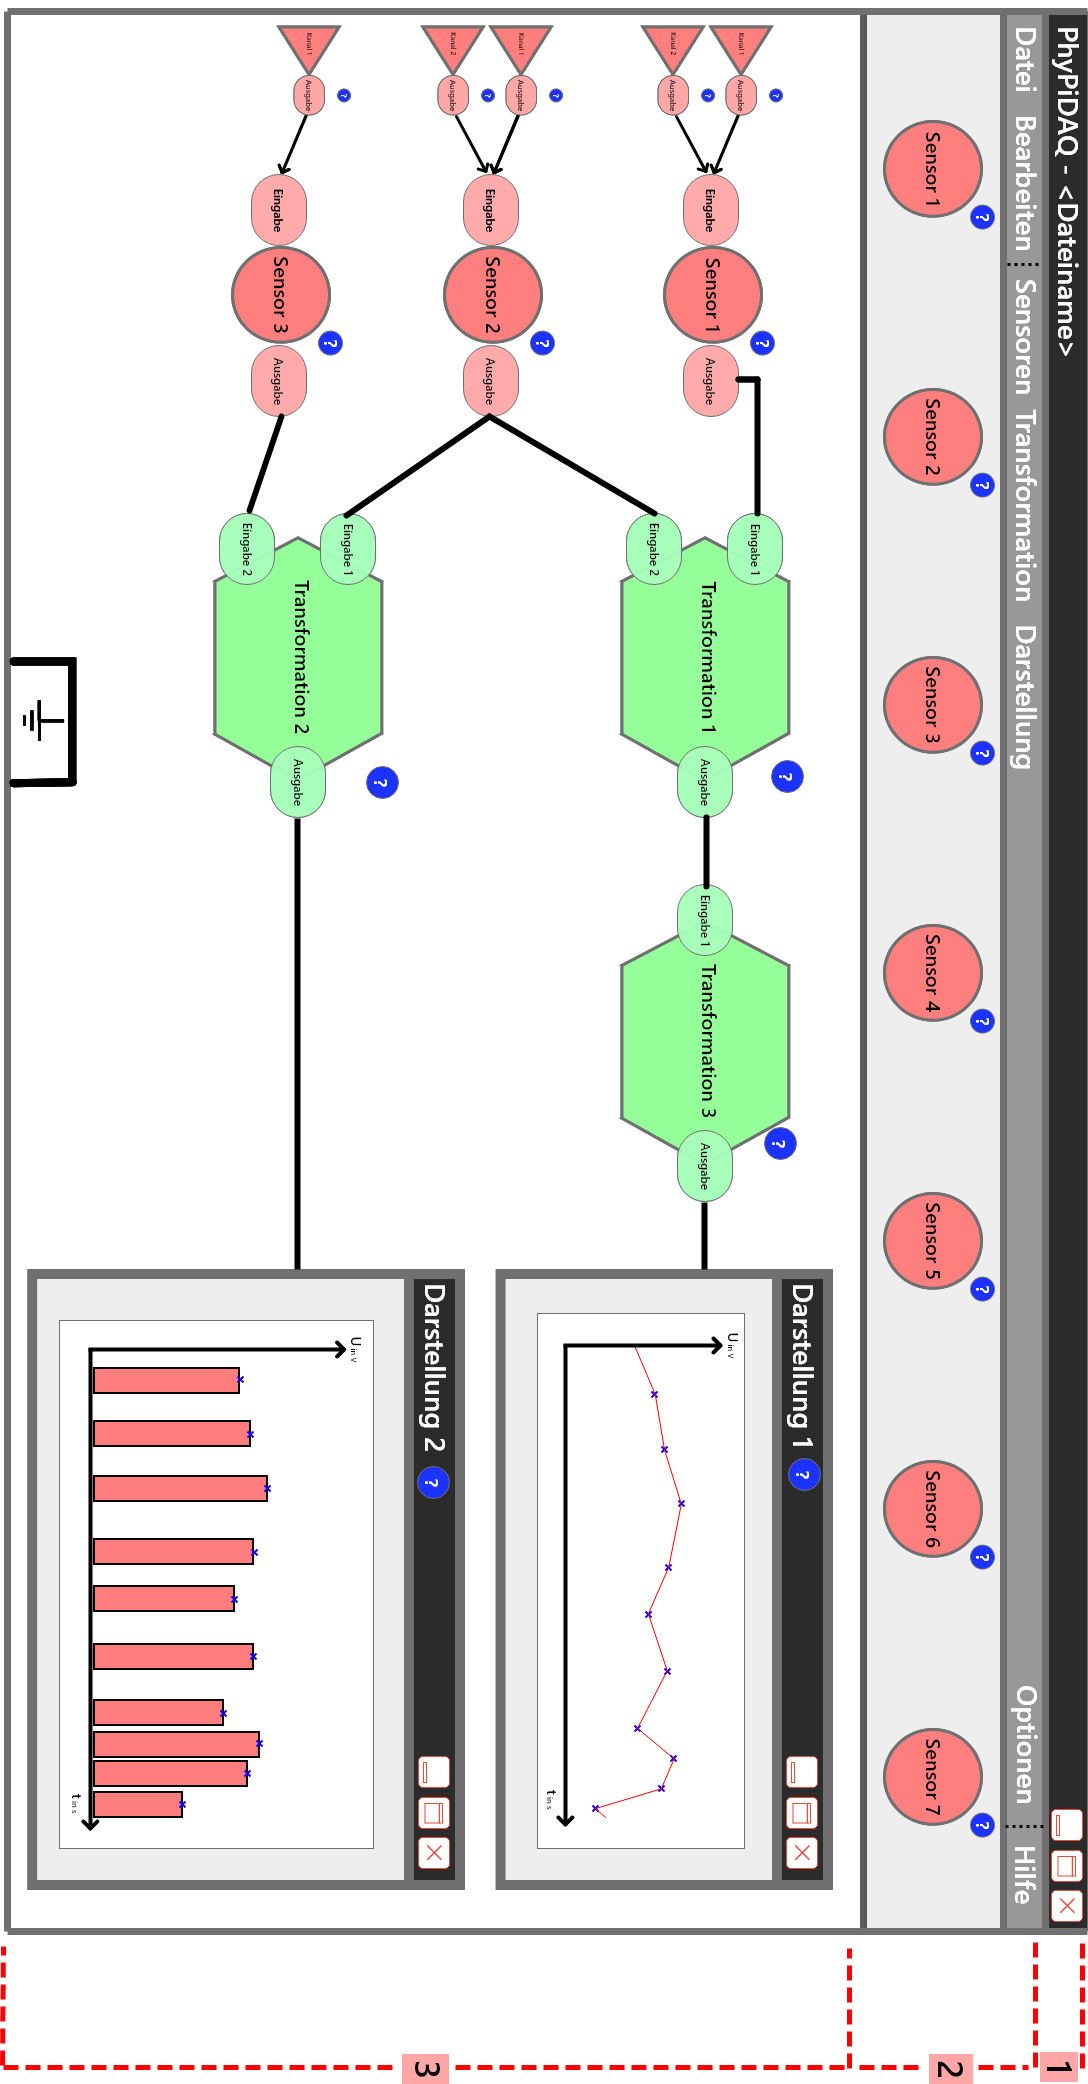 PhyPiDAQ - <Dateiname>
Datei Bearbeiten Sensoren Transformation Darstellung Optionen Hilfe
Sensor 1 ? Sensor 2 ? Sensor 3 ? Sensor 4 ? Sensor 5 ? Sensor 6 ? Sensor 7 ?
Kanal 1 Ausgabe ?
Kanal 2 Ausgabe ?
Eingabe Sensor 1 Ausgabe ?
Kanal 1 Ausgabe ?
Kanal 2 Ausgabe ?
Eingabe Sensor 2 Ausgabe ?
Kanal 1 Ausgabe ?
Eingabe Sensor 3 Ausgabe ?
Eingabe 1
Eingabe 2
Transformation 1 Ausgabe ?
Eingabe 1 Transformation 3 Ausgabe ?
Eingabe 1
Eingabe 2
Transformation 2 Ausgabe ?
Darstellung 1 ?
U in V
t in s
Darstellung 2 ?
U in V
t in s
1
2
3